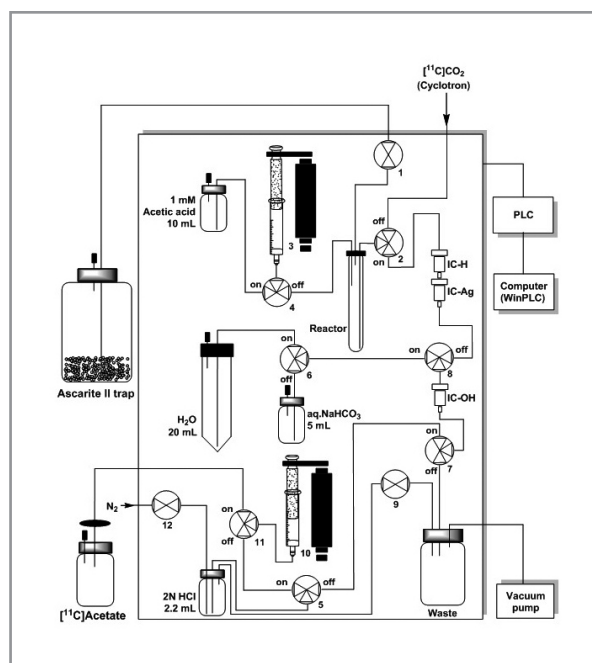 [¹¹C]CO₂
(Cyclotron)
1
1 mM
Acetic acid
10 mL
3
off
2
on
PLC
IC-H
IC-Ag
Computer
(WinPLC)
on
off
4
Reactor
Ascarite II trap
on
6
off
on
off
8
H₂O
20 mL
aq.NaHCO₃
5 mL
IC-OH
on
7
off
N₂
12
on
11
off
10
9
[¹¹C]Acetate
2N HCl
2.2 mL
on
off
5
Waste
Vacuum
pump